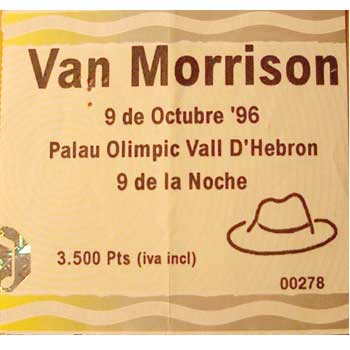 Van Morrison
9 de Octubre '96
Palau Olimpic Vall D'Hebron
9 de la Noche
3.500 Pts (iva incl)
00278